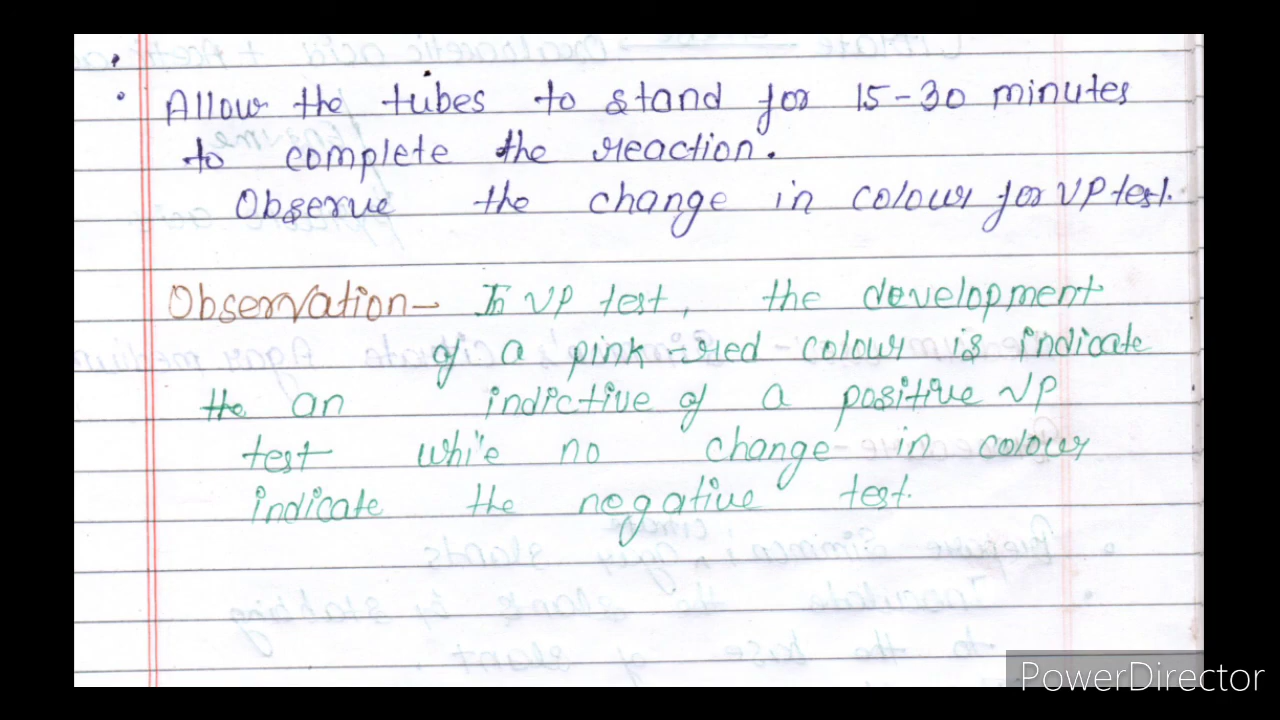 • Allow the tubes to stand for 15-30 minutes
to complete the reaction.
Observe the change in colour for VP test.
Observation- In VP test, the development
of a pink-red colour is indicate
the an indictive of a positive VP
test while no change in colour
indicate the negative test.
PowerDirector